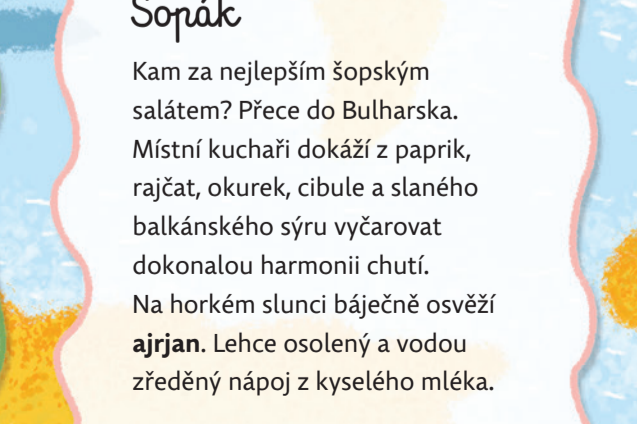 Šopák
Kam za nejlepším šopským
salátem? Přece do Bulharska.
Místní kuchaři dokáží z paprik,
rajčat, okurek, cibule a slaného
balkánského sýru vyčarovat
dokonalou harmonii chutí.
Na horkém slunci báječně osvěží
ajrjan. Lehce osolený a vodou
zředěný nápoj z kyselého mléka.